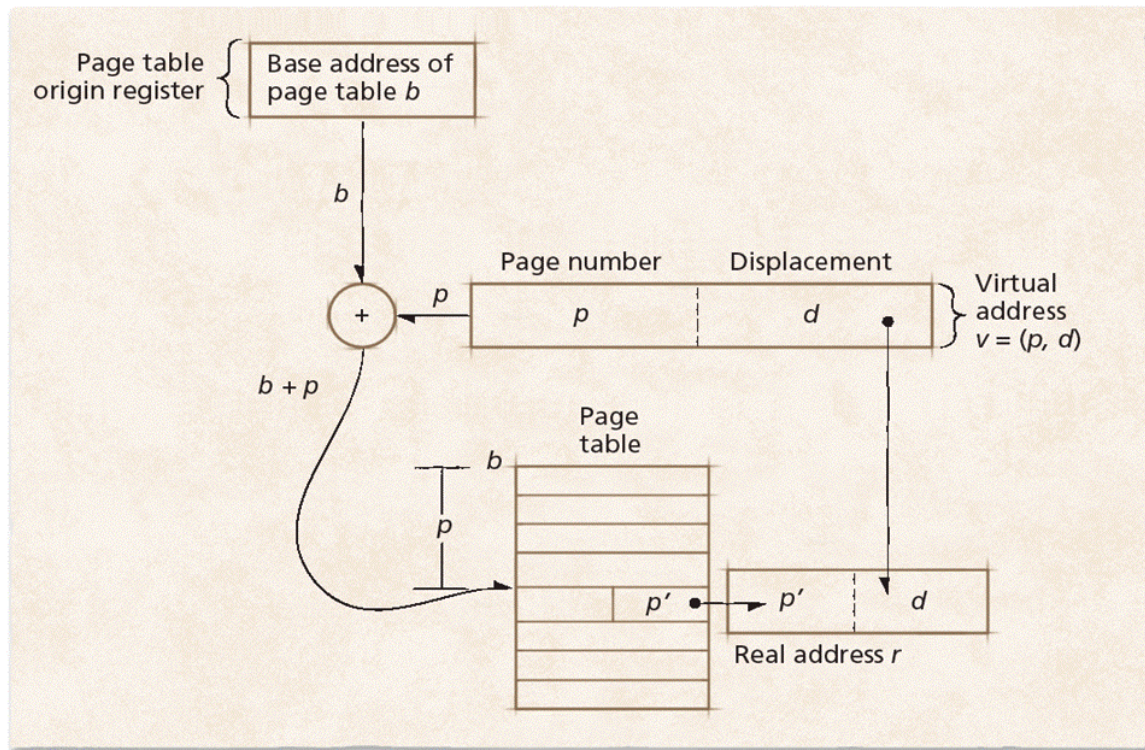 Page table
origin register
Base address of
page table b
b
Page number
Displacement
p
+
p
d
Virtual
address
v = (p, d)
b + p
Page
table
b
p
p′
p′
d
Real address r